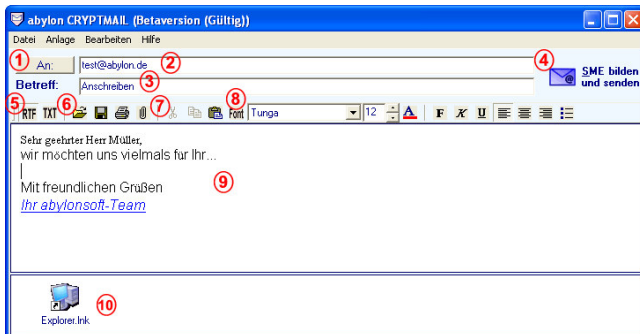 abylon CRYPTMAIL (Betaversion (Gültig))
Datei Anlage Bearbeiten Hilfe
1 An: test@abylon.de 2 4 SME bilden
Betreff: Anschreiben 3 und senden
5 RTF TXT 6 7 8 Font Tunga 12 A F K U
Sehr geehrter Herr Müller,
wir möchten uns vielmals für Ihr...
Mit freundlichen Grüßen 9
Ihr abylonsoft-Team
Explorer.lnk 10